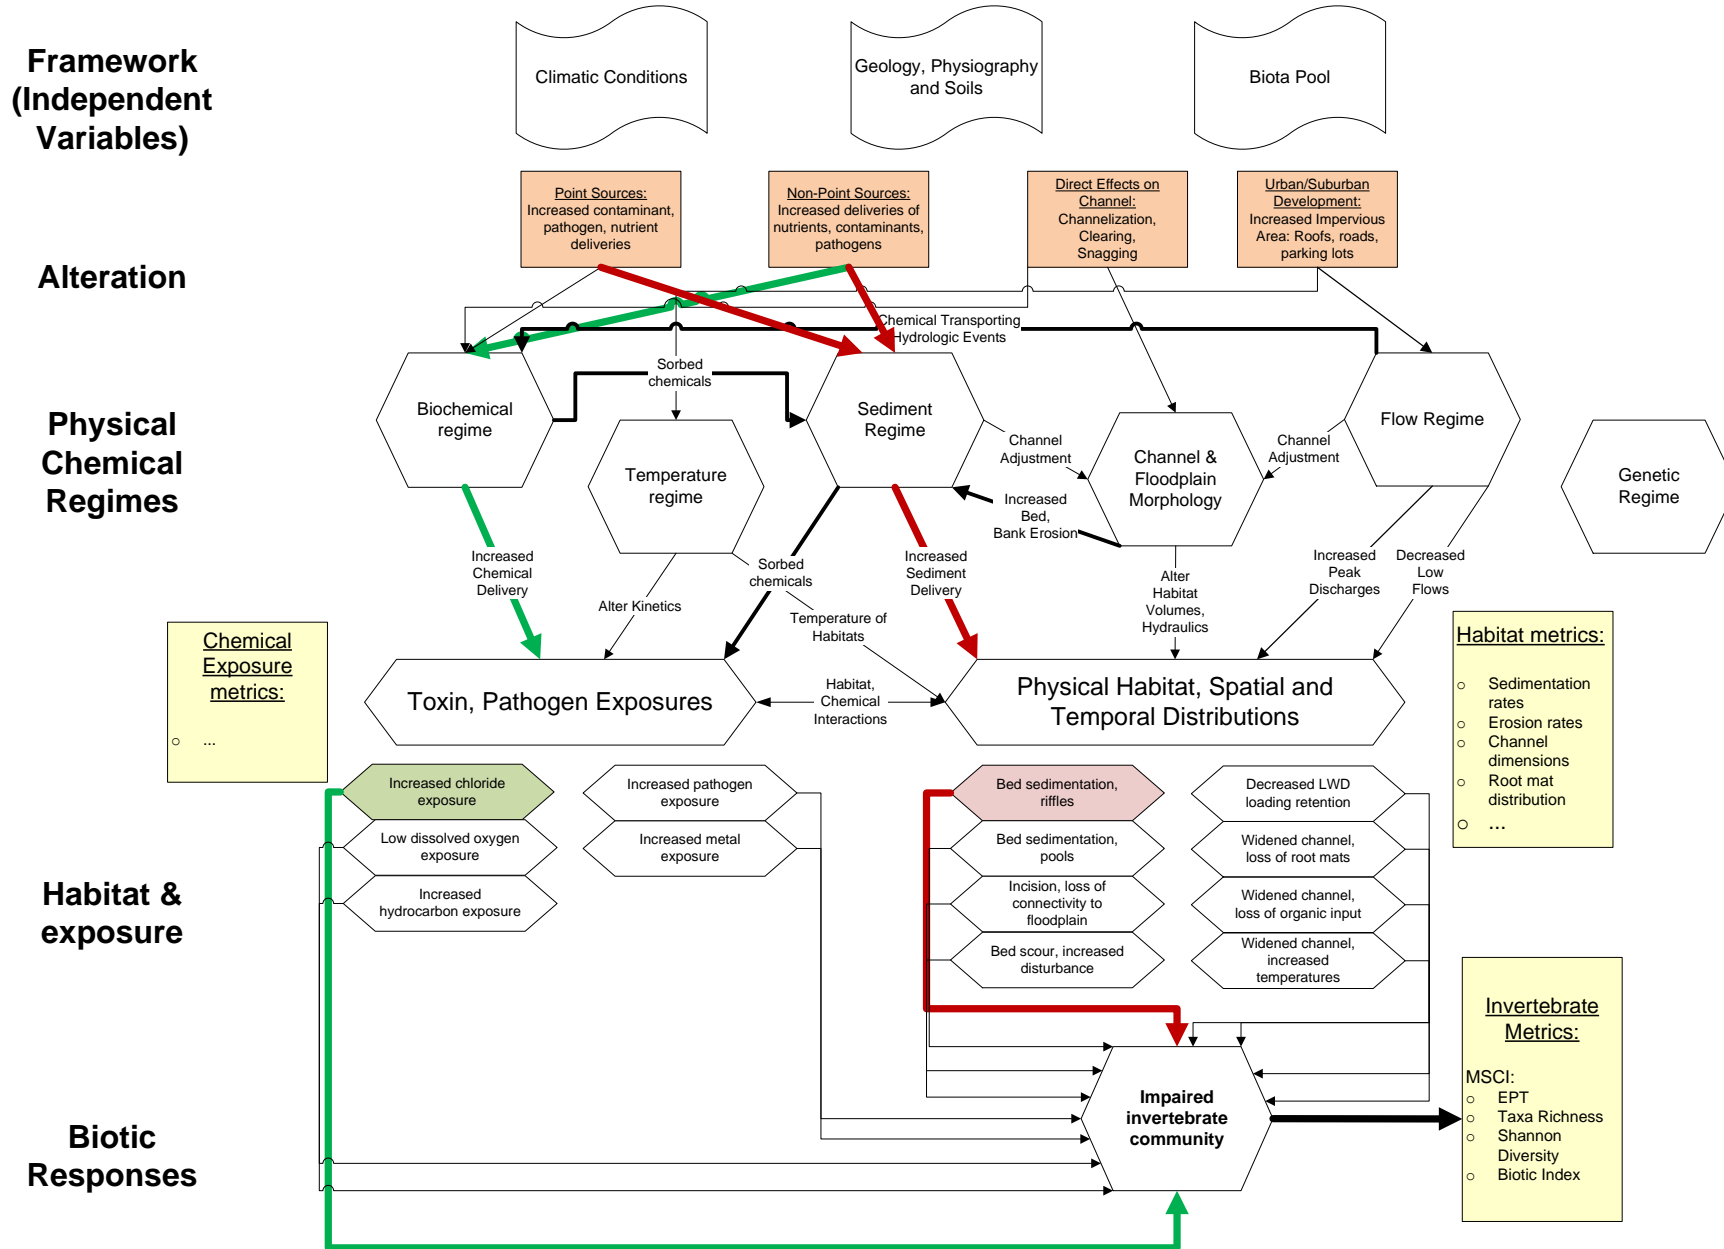 Framework
(Independent
Variables)
Climatic Conditions
Geology, Physiography
and Soils
Biota Pool
Alteration
Point Sources:
Increased contaminant,
pathogen, nutrient
deliveries
Non-Point Sources:
Increased deliveries of
nutrients, contaminants,
pathogens
Direct Effects on
Channel:
Channelization,
Clearing,
Snagging
Urban/Suburban
Development:
Increased Impervious
Area: Roofs, roads,
parking lots
Chemical Transporting
Hydrologic Events
Physical
Chemical
Regimes
Biochemical
regime
Sorbed
chemicals
Temperature
regime
Sediment
Regime
Channel
Adjustment
Increased
Bed,
Bank Erosion
Channel &
Floodplain
Morphology
Channel
Adjustment
Flow Regime
Genetic
Regime
Increased
Chemical
Delivery
Alter Kinetics
Sorbed
chemicals
Temperature of
Habitats
Increased
Sediment
Delivery
Alter
Habitat
Volumes,
Hydraulics
Increased
Peak
Discharges
Decreased
Low
Flows
Chemical
Exposure
metrics:
○ ...
Toxin, Pathogen Exposures
Habitat,
Chemical
Interactions
Physical Habitat, Spatial and
Temporal Distributions
Habitat metrics:
○ Sedimentation
rates
○ Erosion rates
○ Channel
dimensions
○ Root mat
distribution
○ ...
Habitat &
exposure
Increased chloride
exposure
Low dissolved oxygen
exposure
Increased
hydrocarbon exposure
Increased pathogen
exposure
Increased metal
exposure
Bed sedimentation,
riffles
Bed sedimentation,
pools
Incision, loss of
connectivity to
floodplain
Bed scour, increased
disturbance
Decreased LWD
loading retention
Widened channel,
loss of root mats
Widened channel,
loss of organic input
Widened channel,
increased
temperatures
Biotic
Responses
Impaired
invertebrate
community
Invertebrate
Metrics:
MSCI:
○ EPT
○ Taxa Richness
○ Shannon
Diversity
○ Biotic Index